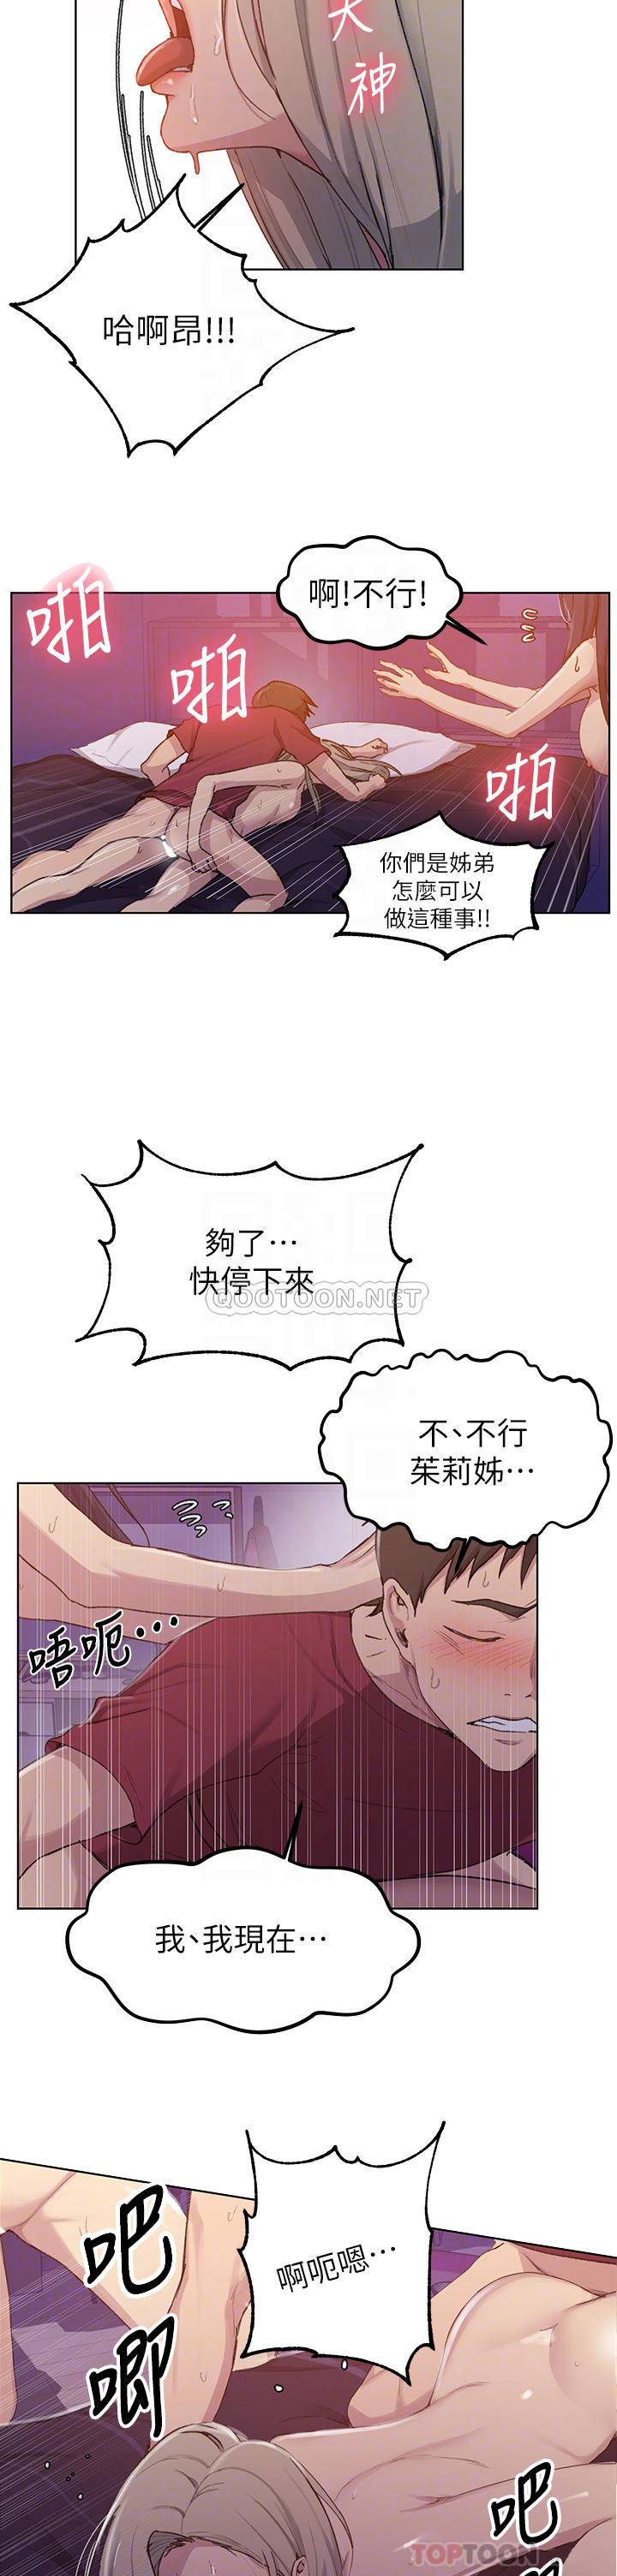 大
神
哈啊昂!!!
啊!不行!
啪
啪
啪
你們是姊弟
怎麼可以
做這種事!!
夠了…
快停下來
QOOTOON.NET
不、不行
茱莉姊…
唔呃…
我、我現在…
吧
唧
啊呃嗯…
吧
TOPTOON